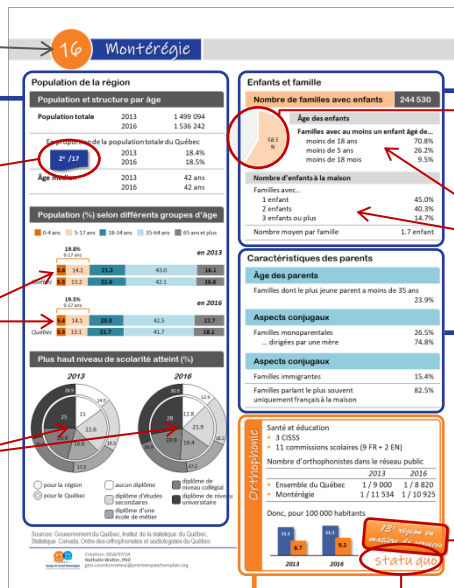 16 Montérégie
Population de la région
Population et structure par âge
Population totale 2013 1 499 094
2016 1 536 242
En proportion de la population totale du Québec
2e /17 2013 18.4%
2016 18.5%
Âge médian 2013 42 ans
2016 42 ans
Population (%) selon différents groupes d'âge
0-4 ans 5-17 ans 18-34 ans 35-64 ans 65 ans et plus
19.8%
0-17 ans en 2013
5.6 14.2 21.2 43.0 16.1
Québec 5.5 13.2 22.6 42.1 16.6
19.5%
0-17 ans en 2016
5.4 14.1 20.3 42.5 17.7
Québec 5.3 13.1 21.7 41.7 18.1
Plus haut niveau de scolarité atteint (%)
2013 2016
pour la région
pour le Québec
aucun diplôme
diplôme d'études secondaires
diplôme d'une école de métier
diplôme de niveau collégial
diplôme de niveau universitaire
Sources: Gouvernement du Québec, Institut de la statistique du Québec,
Statistique Canada, Ordre des orthophonistes et audiologistes du Québec
Création: 2018/07/14
Nathalie Walter, PhD
Enfants et famille
Nombre de familles avec enfants 244 530
58.5 %
Âge des enfants
Familles avec au moins un enfant âgé de...
moins de 18 ans 70.8%
moins de 5 ans 26.2%
moins de 18 mois 9.5%
Nombre d'enfants à la maison
Familles avec...
1 enfant 45.0%
2 enfants 40.3%
3 enfants ou plus 14.7%
Nombre moyen par famille 1.7 enfant
Caractéristiques des parents
Âge des parents
Familles dont le plus jeune parent a moins de 35 ans
23.9%
Aspects conjugaux
Familles monoparentales 26.5%
... dirigées par une mère 74.8%
Aspects conjugaux
Familles immigrantes 15.4%
Familles parlant le plus souvent 82.5%
uniquement français à la maison
Orthophonie
Santé et éducation
• 3 CISSS
• 11 commissions scolaires (9 FR + 2 EN)
Nombre d'orthophonistes dans le réseau public
2013 2016
• Ensemble du Québec 1 / 9 000 1 / 8 820
• Montérégie 1 / 11 534 1 / 10 925
Donc, pour 100 000 habitants
8.7 9.2
2013 2016
13e région en
matière de services
statu quo